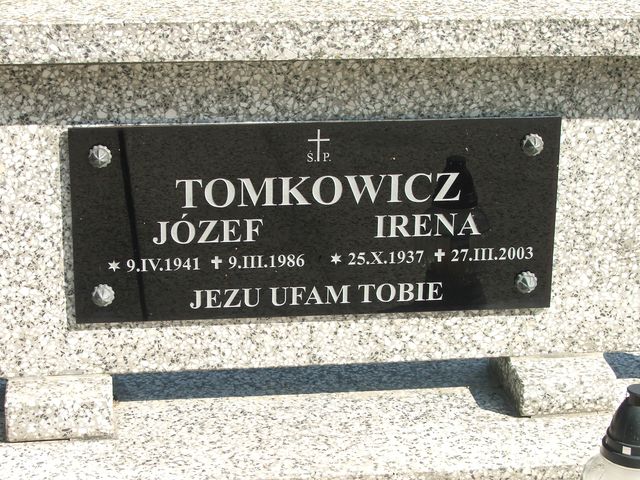 Ś. P.
TOMKOWICZ
JÓZEF IRENA
✶ 9.IV.1941 ✝ 9.III.1986 ✶ 25.X.1937 ✝ 27.III.2003
JEZU UFAM TOBIE